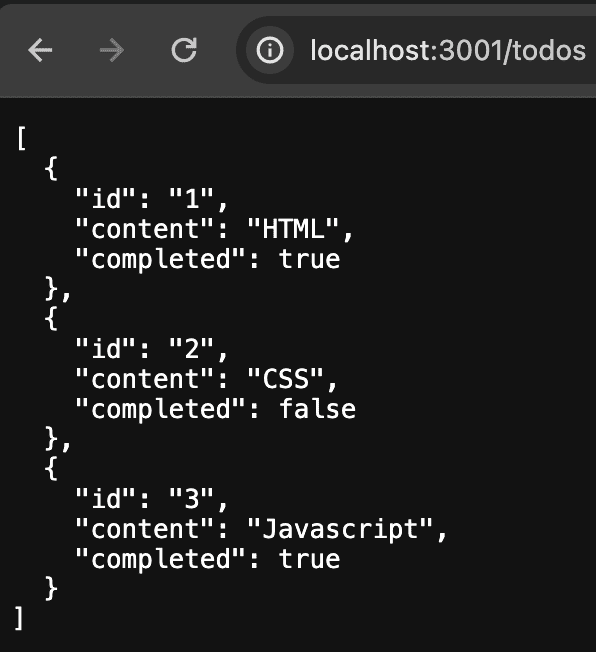 localhost:3001/todos
[
  {
    "id": "1",
    "content": "HTML",
    "completed": true
  },
  {
    "id": "2",
    "content": "CSS",
    "completed": false
  },
  {
    "id": "3",
    "content": "Javascript",
    "completed": true
  }
]